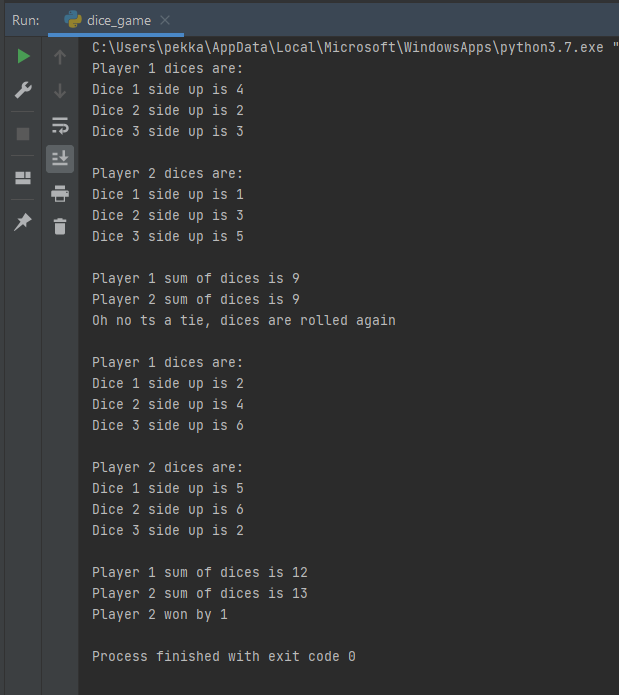 Run:
dice_game
C:\Users\pekka\AppData\Local\Microsoft\WindowsApps\python3.7.exe "
Player 1 dices are:
Dice 1 side up is 4
Dice 2 side up is 2
Dice 3 side up is 3
Player 2 dices are:
Dice 1 side up is 1
Dice 2 side up is 3
Dice 3 side up is 5
Player 1 sum of dices is 9
Player 2 sum of dices is 9
Oh no ts a tie, dices are rolled again
Player 1 dices are:
Dice 1 side up is 2
Dice 2 side up is 4
Dice 3 side up is 6
Player 2 dices are:
Dice 1 side up is 5
Dice 2 side up is 6
Dice 3 side up is 2
Player 1 sum of dices is 12
Player 2 sum of dices is 13
Player 2 won by 1
Process finished with exit code 0